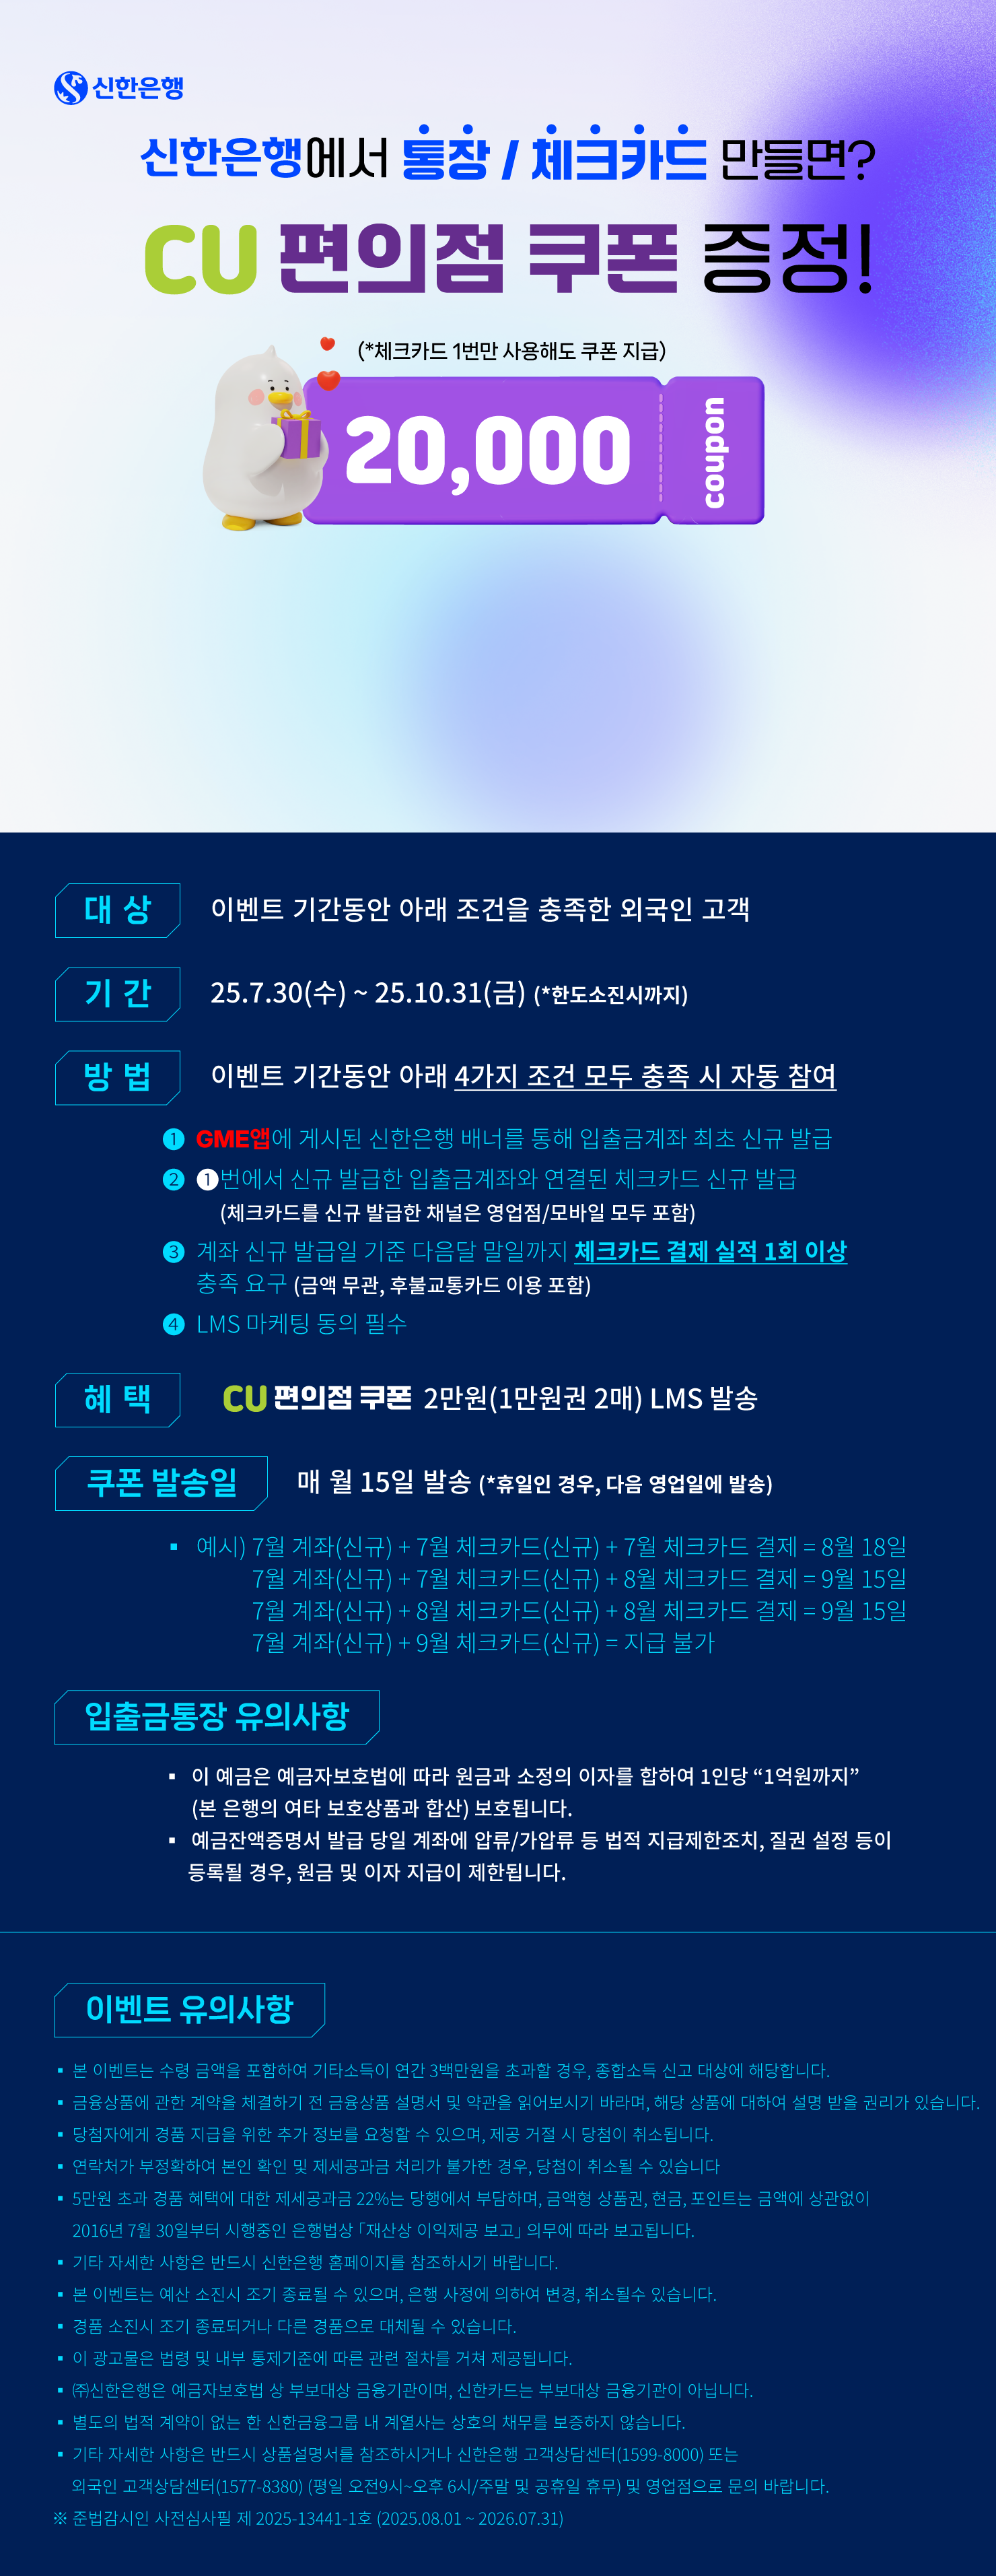 신한은행
신한은행에서 통장 / 체크카드 만들면?
CU 편의점 쿠폰 증정!
(*체크카드 1번만 사용해도 쿠폰 지급)
20,000
coupon
대 상
이벤트 기간동안 아래 조건을 충족한 외국인 고객
기 간
25.7.30(수) ~ 25.10.31(금) (*한도소진시까지)
방 법
이벤트 기간동안 아래 4가지 조건 모두 충족 시 자동 참여
❶ GME앱에 게시된 신한은행 배너를 통해 입출금계좌 최초 신규 발급
❷ ❶번에서 신규 발급한 입출금계좌와 연결된 체크카드 신규 발급
(체크카드를 신규 발급한 채널은 영업점/모바일 모두 포함)
❸ 계좌 신규 발급일 기준 다음달 말일까지 체크카드 결제 실적 1회 이상
충족 요구 (금액 무관, 후불교통카드 이용 포함)
❹ LMS 마케팅 동의 필수
혜 택
CU 편의점 쿠폰 2만원(1만원권 2매) LMS 발송
쿠폰 발송일
매 월 15일 발송 (*휴일인 경우, 다음 영업일에 발송)
▪ 예시) 7월 계좌(신규) + 7월 체크카드(신규) + 7월 체크카드 결제 = 8월 18일
7월 계좌(신규) + 7월 체크카드(신규) + 8월 체크카드 결제 = 9월 15일
7월 계좌(신규) + 8월 체크카드(신규) + 8월 체크카드 결제 = 9월 15일
7월 계좌(신규) + 9월 체크카드(신규) = 지급 불가
입출금통장 유의사항
▪ 이 예금은 예금자보호법에 따라 원금과 소정의 이자를 합하여 1인당 “1억원까지”
(본 은행의 여타 보호상품과 합산) 보호됩니다.
▪ 예금잔액증명서 발급 당일 계좌에 압류/가압류 등 법적 지급제한조치, 질권 설정 등이
등록될 경우, 원금 및 이자 지급이 제한됩니다.
이벤트 유의사항
▪ 본 이벤트는 수령 금액을 포함하여 기타소득이 연간 3백만원을 초과할 경우, 종합소득 신고 대상에 해당합니다.
▪ 금융상품에 관한 계약을 체결하기 전 금융상품 설명서 및 약관을 읽어보시기 바라며, 해당 상품에 대하여 설명 받을 권리가 있습니다.
▪ 당첨자에게 경품 지급을 위한 추가 정보를 요청할 수 있으며, 제공 거절 시 당첨이 취소됩니다.
▪ 연락처가 부정확하여 본인 확인 및 제세공과금 처리가 불가한 경우, 당첨이 취소될 수 있습니다
▪ 5만원 초과 경품 혜택에 대한 제세공과금 22%는 당행에서 부담하며, 금액형 상품권, 현금, 포인트는 금액에 상관없이
2016년 7월 30일부터 시행중인 은행법상 「재산상 이익제공 보고」 의무에 따라 보고됩니다.
▪ 기타 자세한 사항은 반드시 신한은행 홈페이지를 참조하시기 바랍니다.
▪ 본 이벤트는 예산 소진시 조기 종료될 수 있으며, 은행 사정에 의하여 변경, 취소될수 있습니다.
▪ 경품 소진시 조기 종료되거나 다른 경품으로 대체될 수 있습니다.
▪ 이 광고물은 법령 및 내부 통제기준에 따른 관련 절차를 거쳐 제공됩니다.
▪ ㈜신한은행은 예금자보호법 상 부보대상 금융기관이며, 신한카드는 부보대상 금융기관이 아닙니다.
▪ 별도의 법적 계약이 없는 한 신한금융그룹 내 계열사는 상호의 채무를 보증하지 않습니다.
▪ 기타 자세한 사항은 반드시 상품설명서를 참조하시거나 신한은행 고객상담센터(1599-8000) 또는
외국인 고객상담센터(1577-8380) (평일 오전9시~오후 6시/주말 및 공휴일 휴무) 및 영업점으로 문의 바랍니다.
※ 준법감시인 사전심사필 제 2025-13441-1호 (2025.08.01 ~ 2026.07.31)